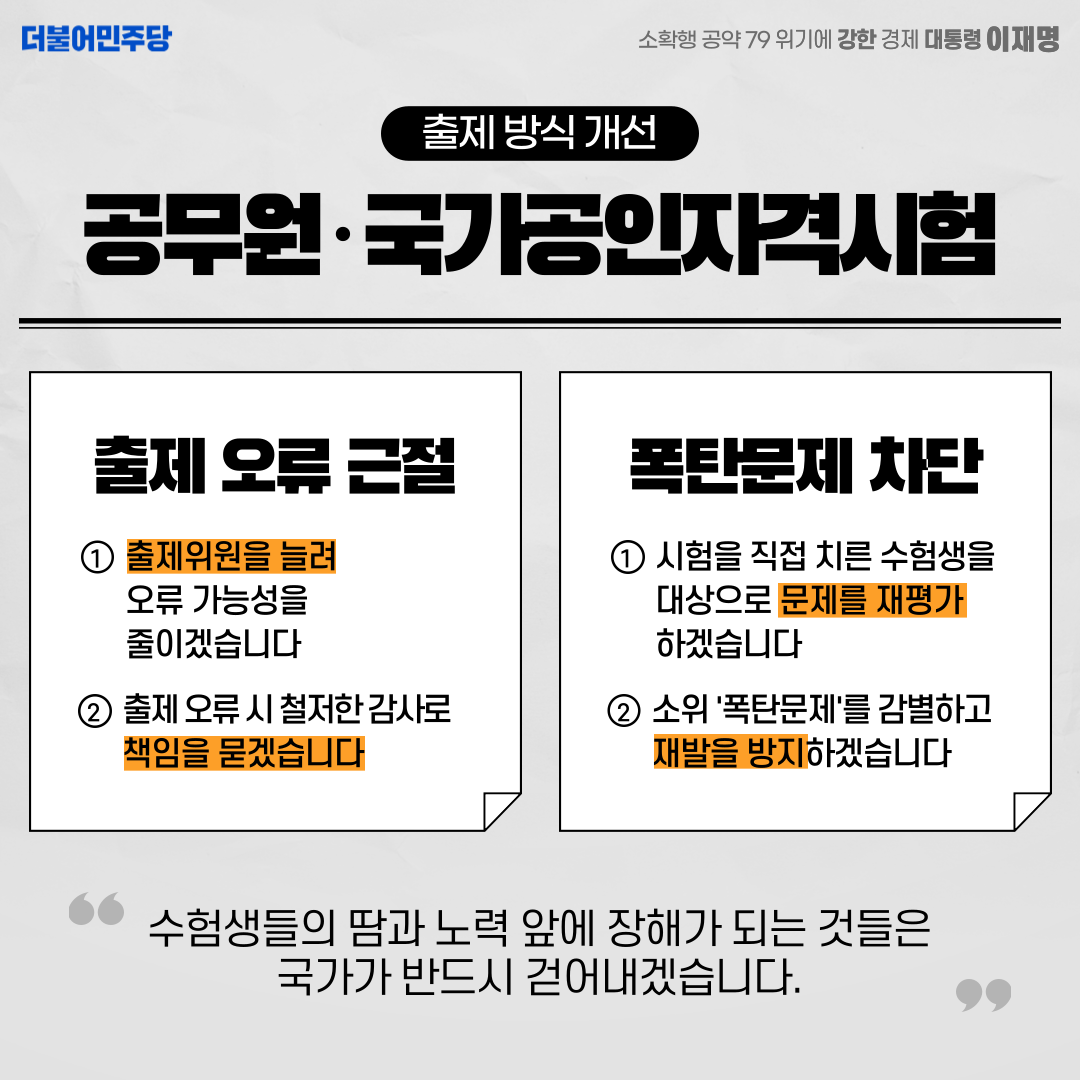 더불어민주당
소확행 공약 79 위기에 강한 경제 대통령 이재명
출제 방식 개선
공무원·국가공인자격시험
출제 오류 근절
① 출제위원을 늘려
오류 가능성을
줄이겠습니다
② 출제 오류 시 철저한 감사로
책임을 묻겠습니다
폭탄문제 차단
① 시험을 직접 치른 수험생을
대상으로 문제를 재평가
하겠습니다
② 소위 '폭탄문제'를 감별하고
재발을 방지하겠습니다
“수험생들의 땀과 노력 앞에 장해가 되는 것들은
국가가 반드시 걷어내겠습니다.”